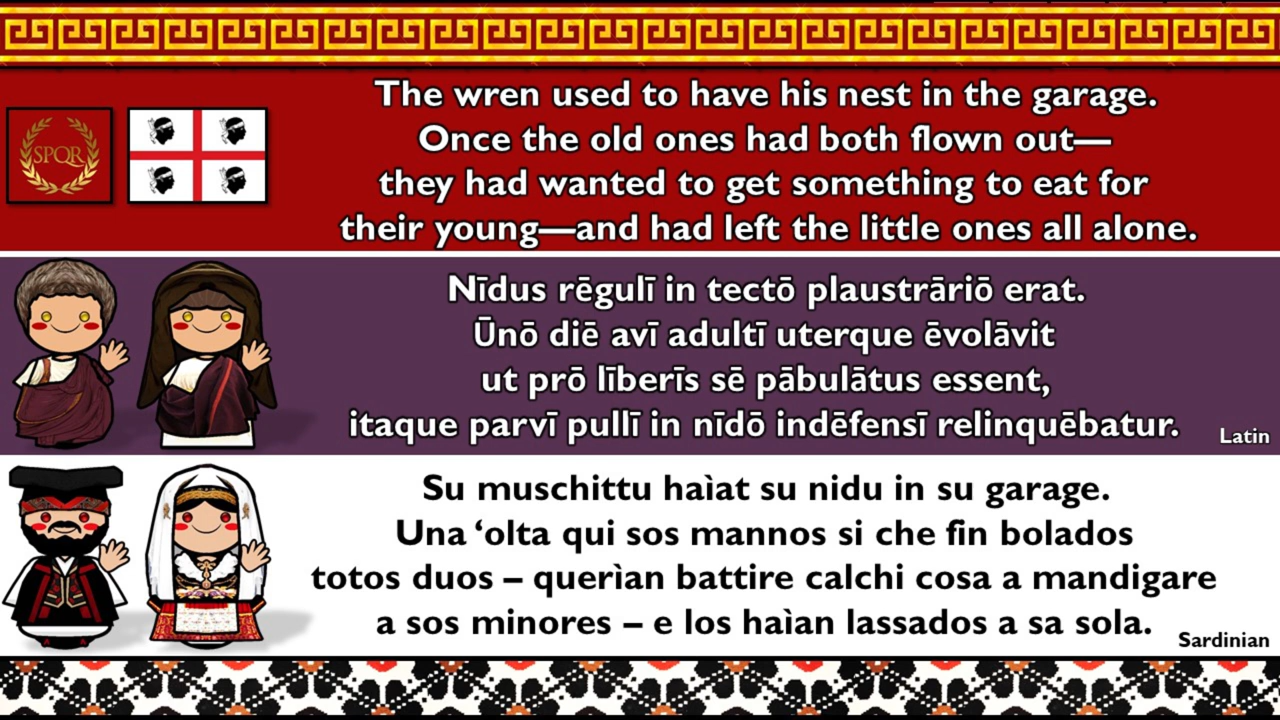 The wren used to have his nest in the garage.
Once the old ones had both flown out—
they had wanted to get something to eat for
their young—and had left the little ones all alone.
SPQR
Nīdus rēgulī in tectō plaustrāriō erat.
Ūnō diē avī adultī uterque ēvolāvit
ut prō līberīs sē pābulātus essent,
itaque parvī pullī in nīdō indēfensī relinquēbatur.
Latin
Su muschittu haìat su nidu in su garage.
Una ‘olta qui sos mannos si che fin bolados
totos duos – querìan battire calchi cosa a mandigare
a sos minores – e los haìan lassados a sa sola.
Sardinian